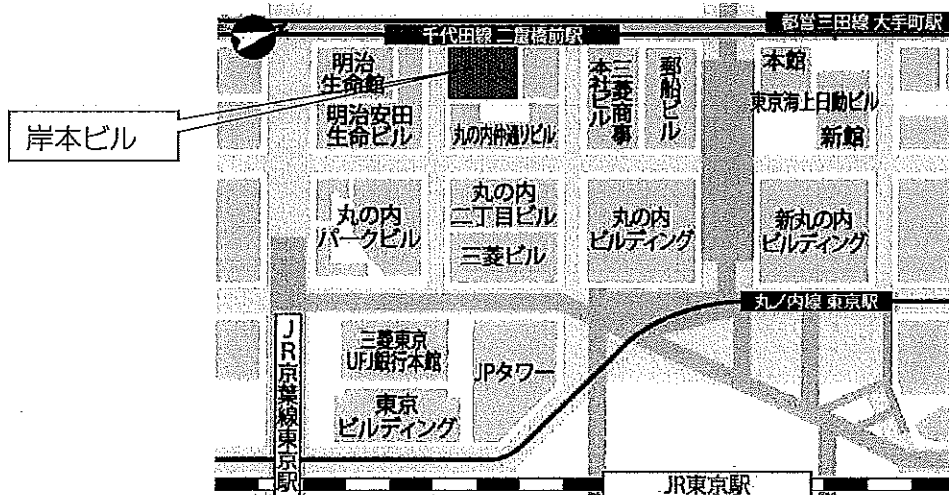 都営三田線 大手町駅
千代田線 二重橋前駅
明治
生命館
明治安田
生命ビル
丸の内仲通りビル
三菱商事
本社ビル
郵船ビル
本館
東京海上日動ビル
新館
岸本ビル
丸の内
パークビル
丸の内
二丁目ビル
三菱ビル
丸の内
ビルディング
新丸の内
ビルディング
丸ノ内線 東京駅
JR京葉線東京駅
三菱東京
UFJ銀行本館
JPタワー
東京
ビルディング
JR東京駅